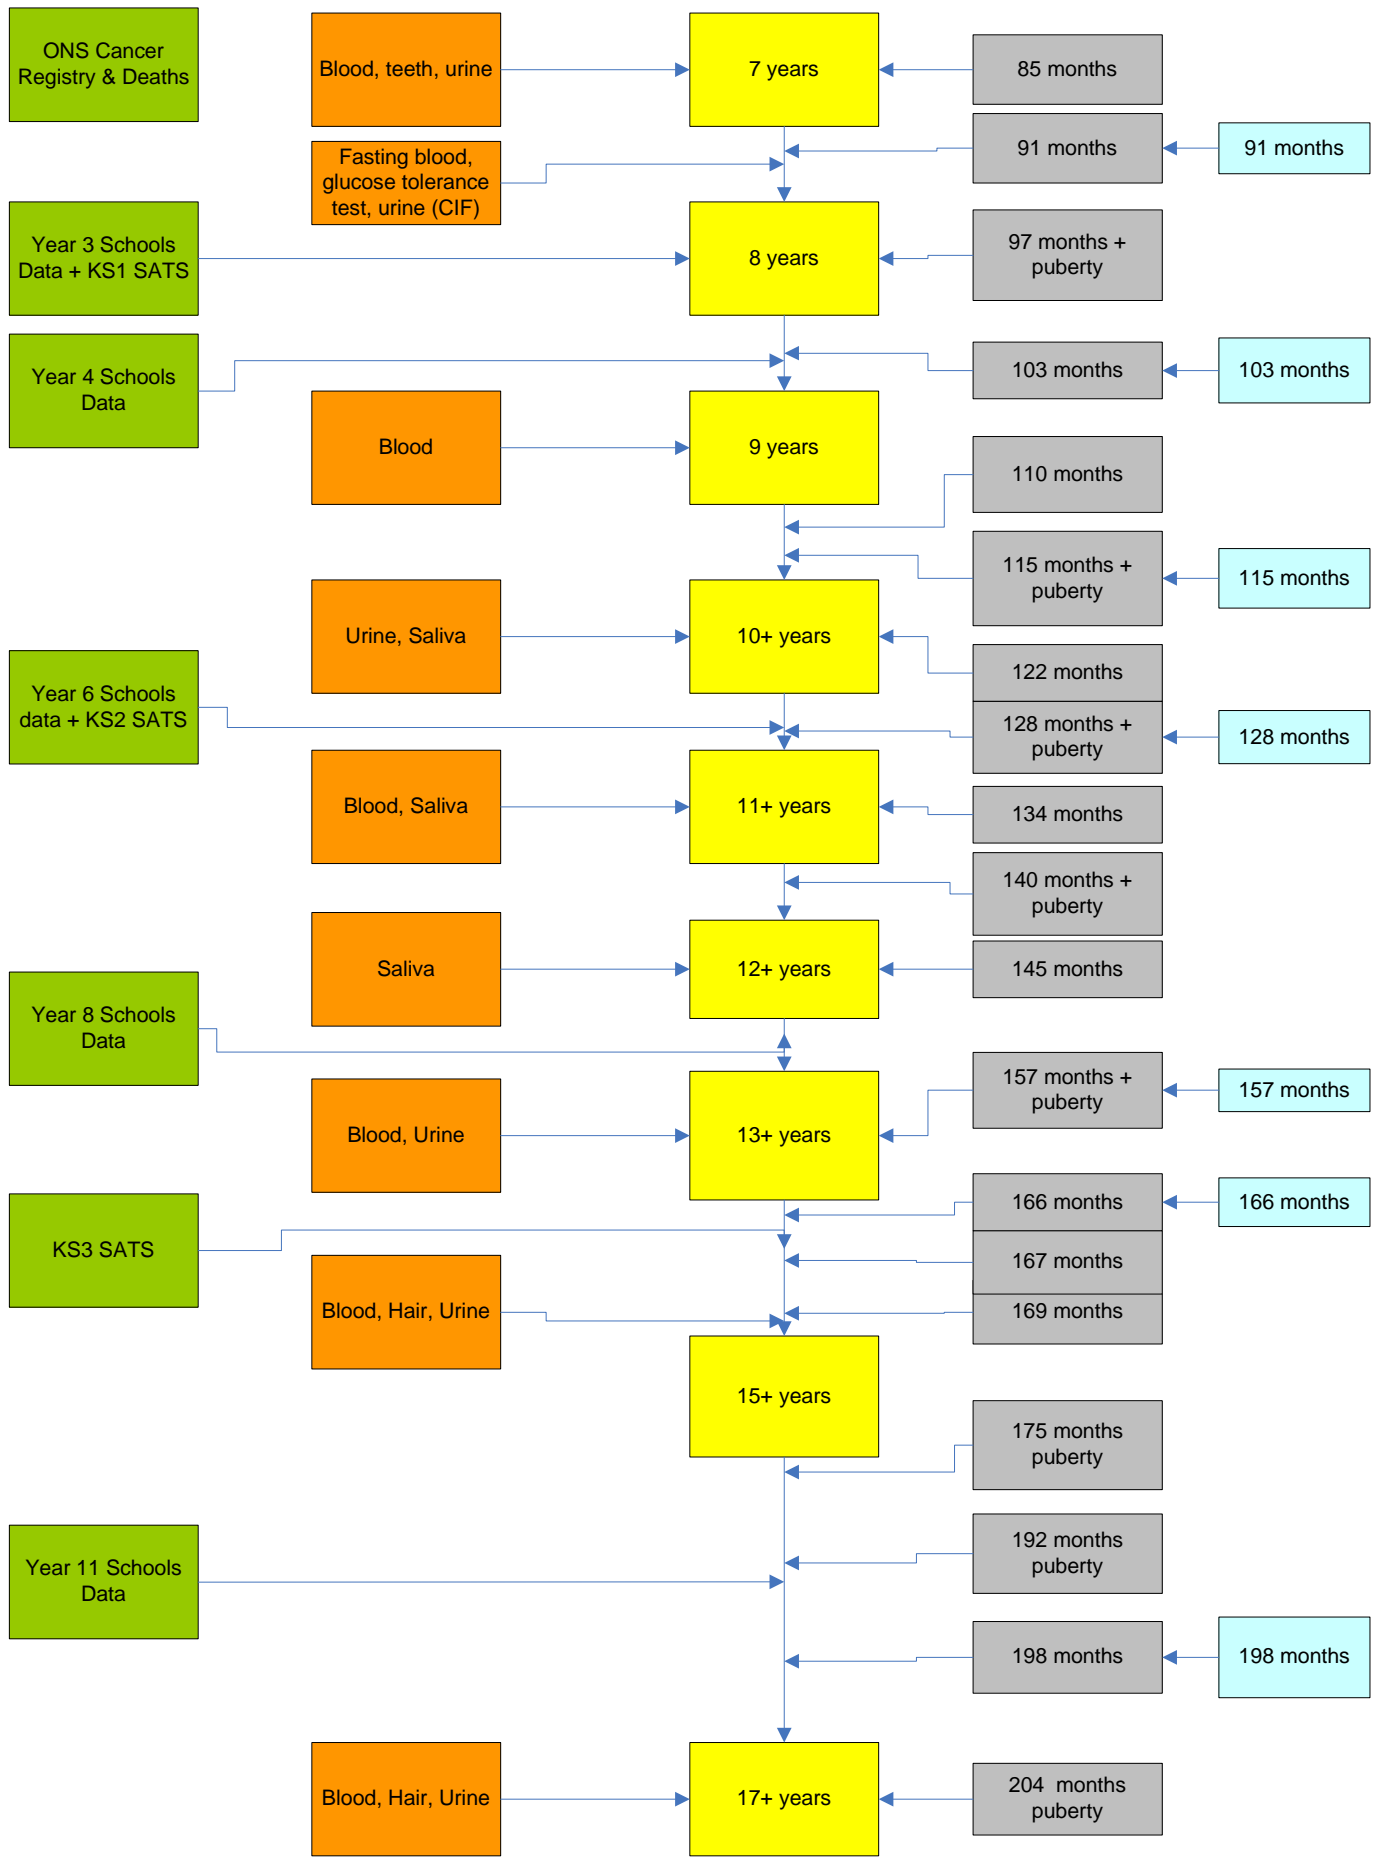 ONS Cancer
Registry & Deaths
Blood, teeth, urine
7 years
85 months
Fasting blood,
glucose tolerance
test, urine (CIF)
91 months
91 months
Year 3 Schools
Data + KS1 SATS
8 years
97 months +
puberty
Year 4 Schools
Data
103 months
103 months
Blood
9 years
110 months
115 months +
puberty
115 months
Urine, Saliva
10+ years
122 months
Year 6 Schools
data + KS2 SATS
128 months +
puberty
128 months
Blood, Saliva
11+ years
134 months
140 months +
puberty
Saliva
12+ years
145 months
Year 8 Schools
Data
157 months +
puberty
157 months
Blood, Urine
13+ years
166 months
166 months
KS3 SATS
167 months
Blood, Hair, Urine
169 months
15+ years
175 months
puberty
192 months
puberty
Year 11 Schools
Data
198 months
198 months
Blood, Hair, Urine
17+ years
204  months
puberty